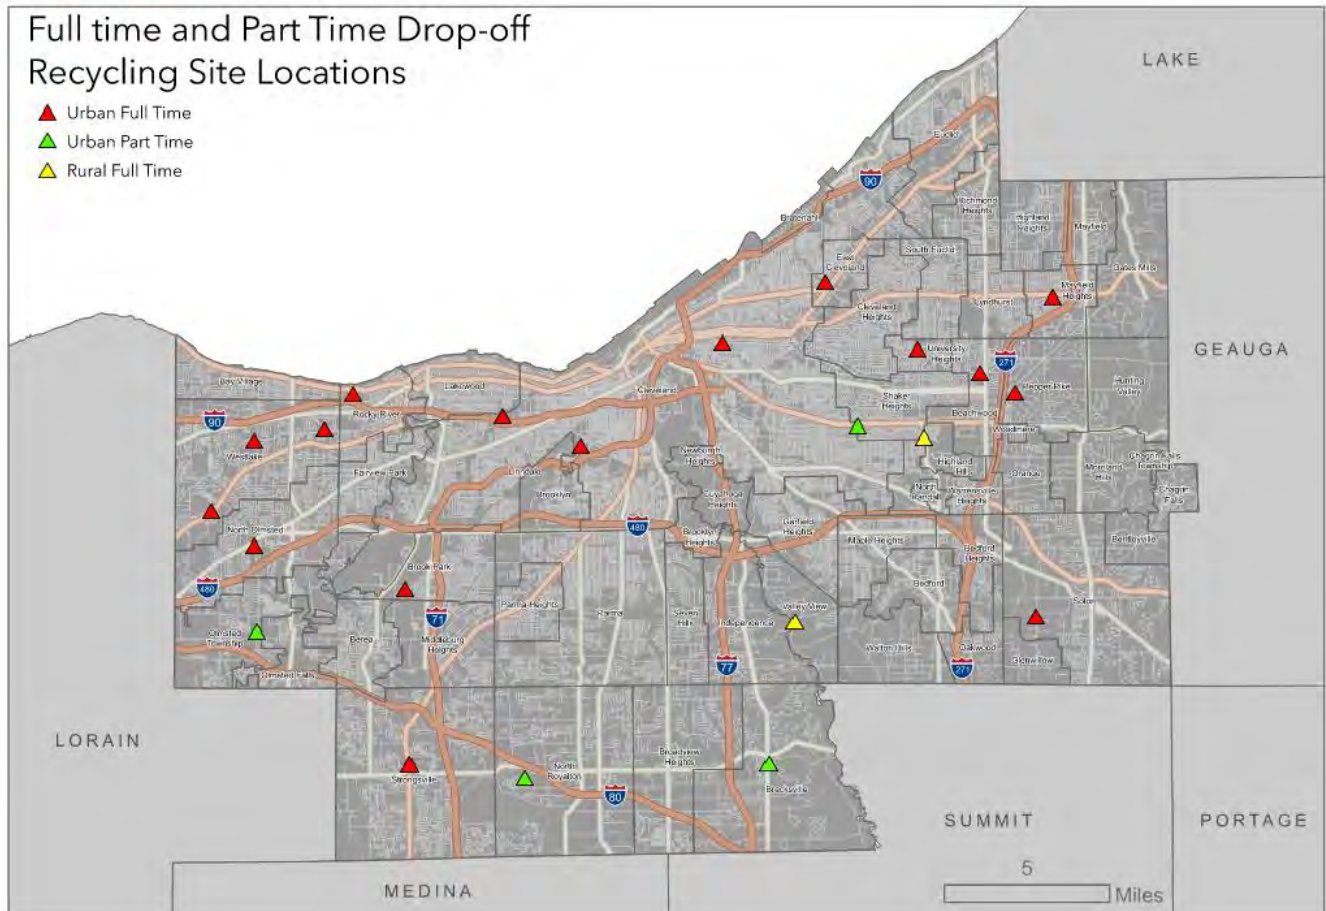 Full time and Part Time Drop-off
Recycling Site Locations
Urban Full Time
Urban Part Time
Rural Full Time
LAKE
Euclid
90
Richmond
Heights
Highland
Heights
Mayfield
Bratenahl
South Euclid
East
Cleveland
Gates Mills
Mayfield
Heights
Cleveland
Heights
Lyndhurst
GEAUGA
University
Heights
271
Bay Village
Lakewood
Cleveland
Shaker
Heights
Pepper Pike
Hunting
Valley
Beachwood
90
Rocky River
Woodmere
Westlake
Newburgh
Heights
Highland
Hills
Chagrin Falls
Township
Fairview Park
Linndale
Orange
Moreland
Hills
Brooklyn
Cuyahoga
Heights
North
Randall
Warrensville
Heights
Chagrin
Falls
North Olmsted
480
Brooklyn
Heights
Garfield
Heights
Maple Heights
Bedford
Heights
Bentleyville
Brook Park
480
Bedford
Solon
Parma Heights
Parma
Seven
Hills
Valley View
Independence
71
Olmsted
Township
Berea
Middleburg
Heights
Walton Hills
Oakwood
Glenwillow
77
271
Olmsted Falls
LORAIN
Strongsville
North
Royalton
Broadview
Heights
Brecksville
80
SUMMIT
PORTAGE
5
Miles
MEDINA